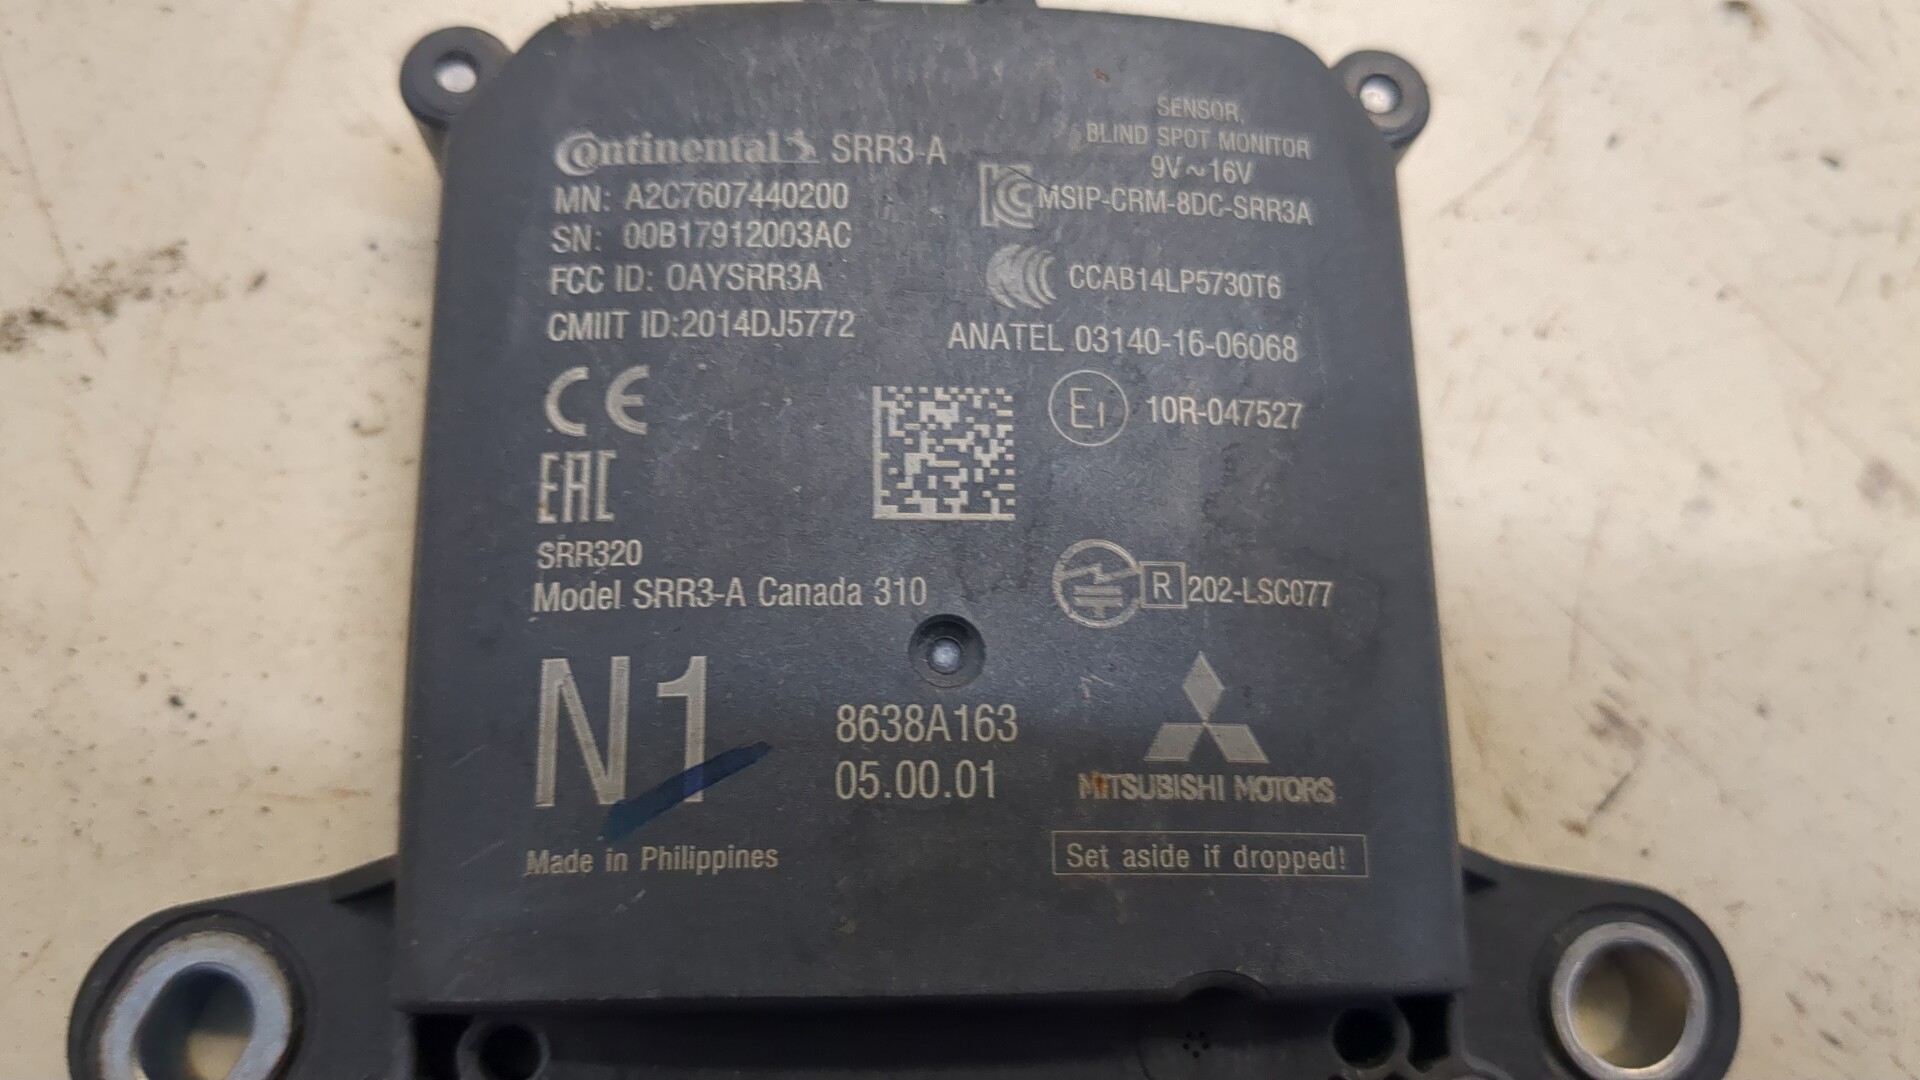 Continental SRR3-A
MN: A2C7607440200
SN: 00B17912003AC
FCC ID: OAYSRR3A
CMIIT ID:2014DJ5772
CE
EAC
SRR320
Model SRR3-A Canada 310
N1
Made in Philippines
SENSOR,
BLIND SPOT MONITOR
9V~16V
KC MSIP-CRM-8DC-SRR3A
CCC CCAB14LP5730T6
ANATEL 03140-16-06068
E1 10R-047527
R 202-LSC077
8638A163
05.00.01
MITSUBISHI MOTORS
Set aside if dropped!